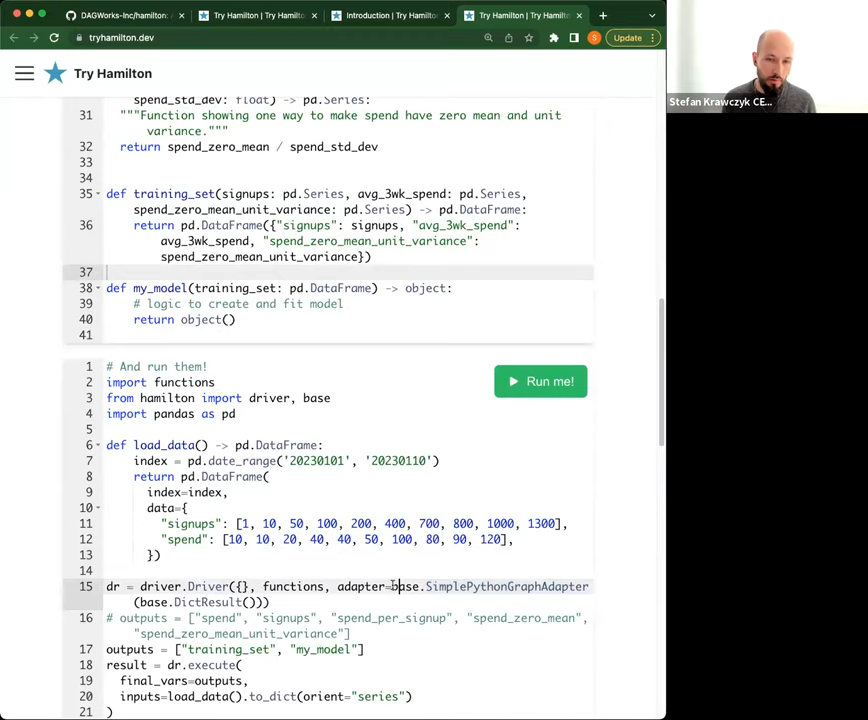 DAGWorks-Inc/hamilton: A
Try Hamilton | Try Hamilto
Introduction | Try Hamilton
Try Hamilton | Try Hamilto
tryhamilton.dev
S
Update
Try Hamilton
Stefan Krawczyk CE...
spend_std_dev: float) -> pd.Series:
31 """Function showing one way to make spend have zero mean and unit
variance."""
32 return spend_zero_mean / spend_std_dev
33
34
35 def training_set(signups: pd.Series, avg_3wk_spend: pd.Series,
spend_zero_mean_unit_variance: pd.Series) -> pd.DataFrame:
36 return pd.DataFrame({"signups": signups, "avg_3wk_spend":
avg_3wk_spend, "spend_zero_mean_unit_variance":
spend_zero_mean_unit_variance})
37
38 def my_model(training_set: pd.DataFrame) -> object:
39 # logic to create and fit model
40 return object()
41
1 # And run them!
2 import functions
3 from hamilton import driver, base
4 import pandas as pd
5
6 def load_data() -> pd.DataFrame:
7 index = pd.date_range('20230101', '20230110')
8 return pd.DataFrame(
9 index=index,
10 data={
11 "signups": [1, 10, 50, 100, 200, 400, 700, 800, 1000, 1300],
12 "spend": [10, 10, 20, 40, 40, 50, 100, 80, 90, 120],
13 })
14
15 dr = driver.Driver({}, functions, adapter=base.SimplePythonGraphAdapter
(base.DictResult()))
16 # outputs = ["spend", "signups", "spend_per_signup", "spend_zero_mean",
"spend_zero_mean_unit_variance"]
17 outputs = ["training_set", "my_model"]
18 result = dr.execute(
19 final_vars=outputs,
20 inputs=load_data().to_dict(orient="series")
21 )
Run me!